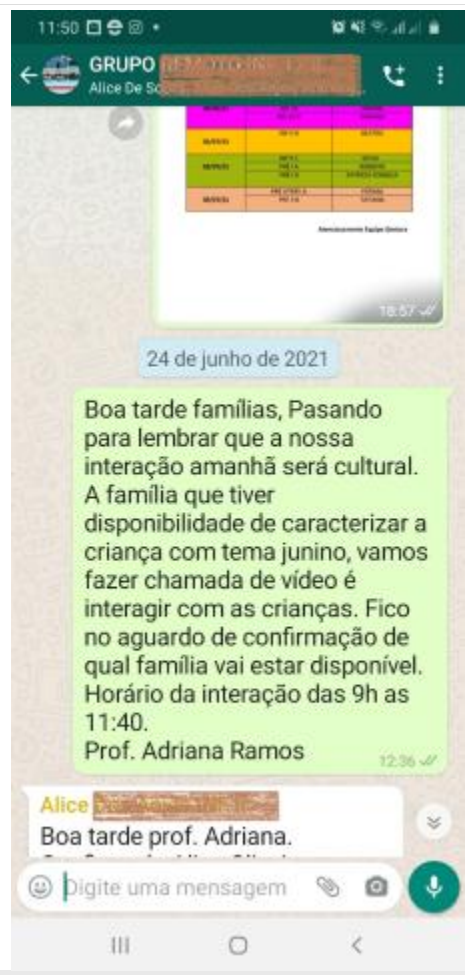 11:50
GRUPO
Alice De
Atenciosamente Equipe Gestora
18:57
24 de junho de 2021
Boa tarde famílias, Pasando
para lembrar que a nossa
interação amanhã será cultural.
A família que tiver
disponibilidade de caracterizar a
criança com tema junino, vamos
fazer chamada de vídeo é
interagir com as crianças. Fico
no aguardo de confirmação de
qual família vai estar disponível.
Horário da interação das 9h as
11:40.
Prof. Adriana Ramos
12:36
Alice
Boa tarde prof. Adriana.
Digite uma mensagem